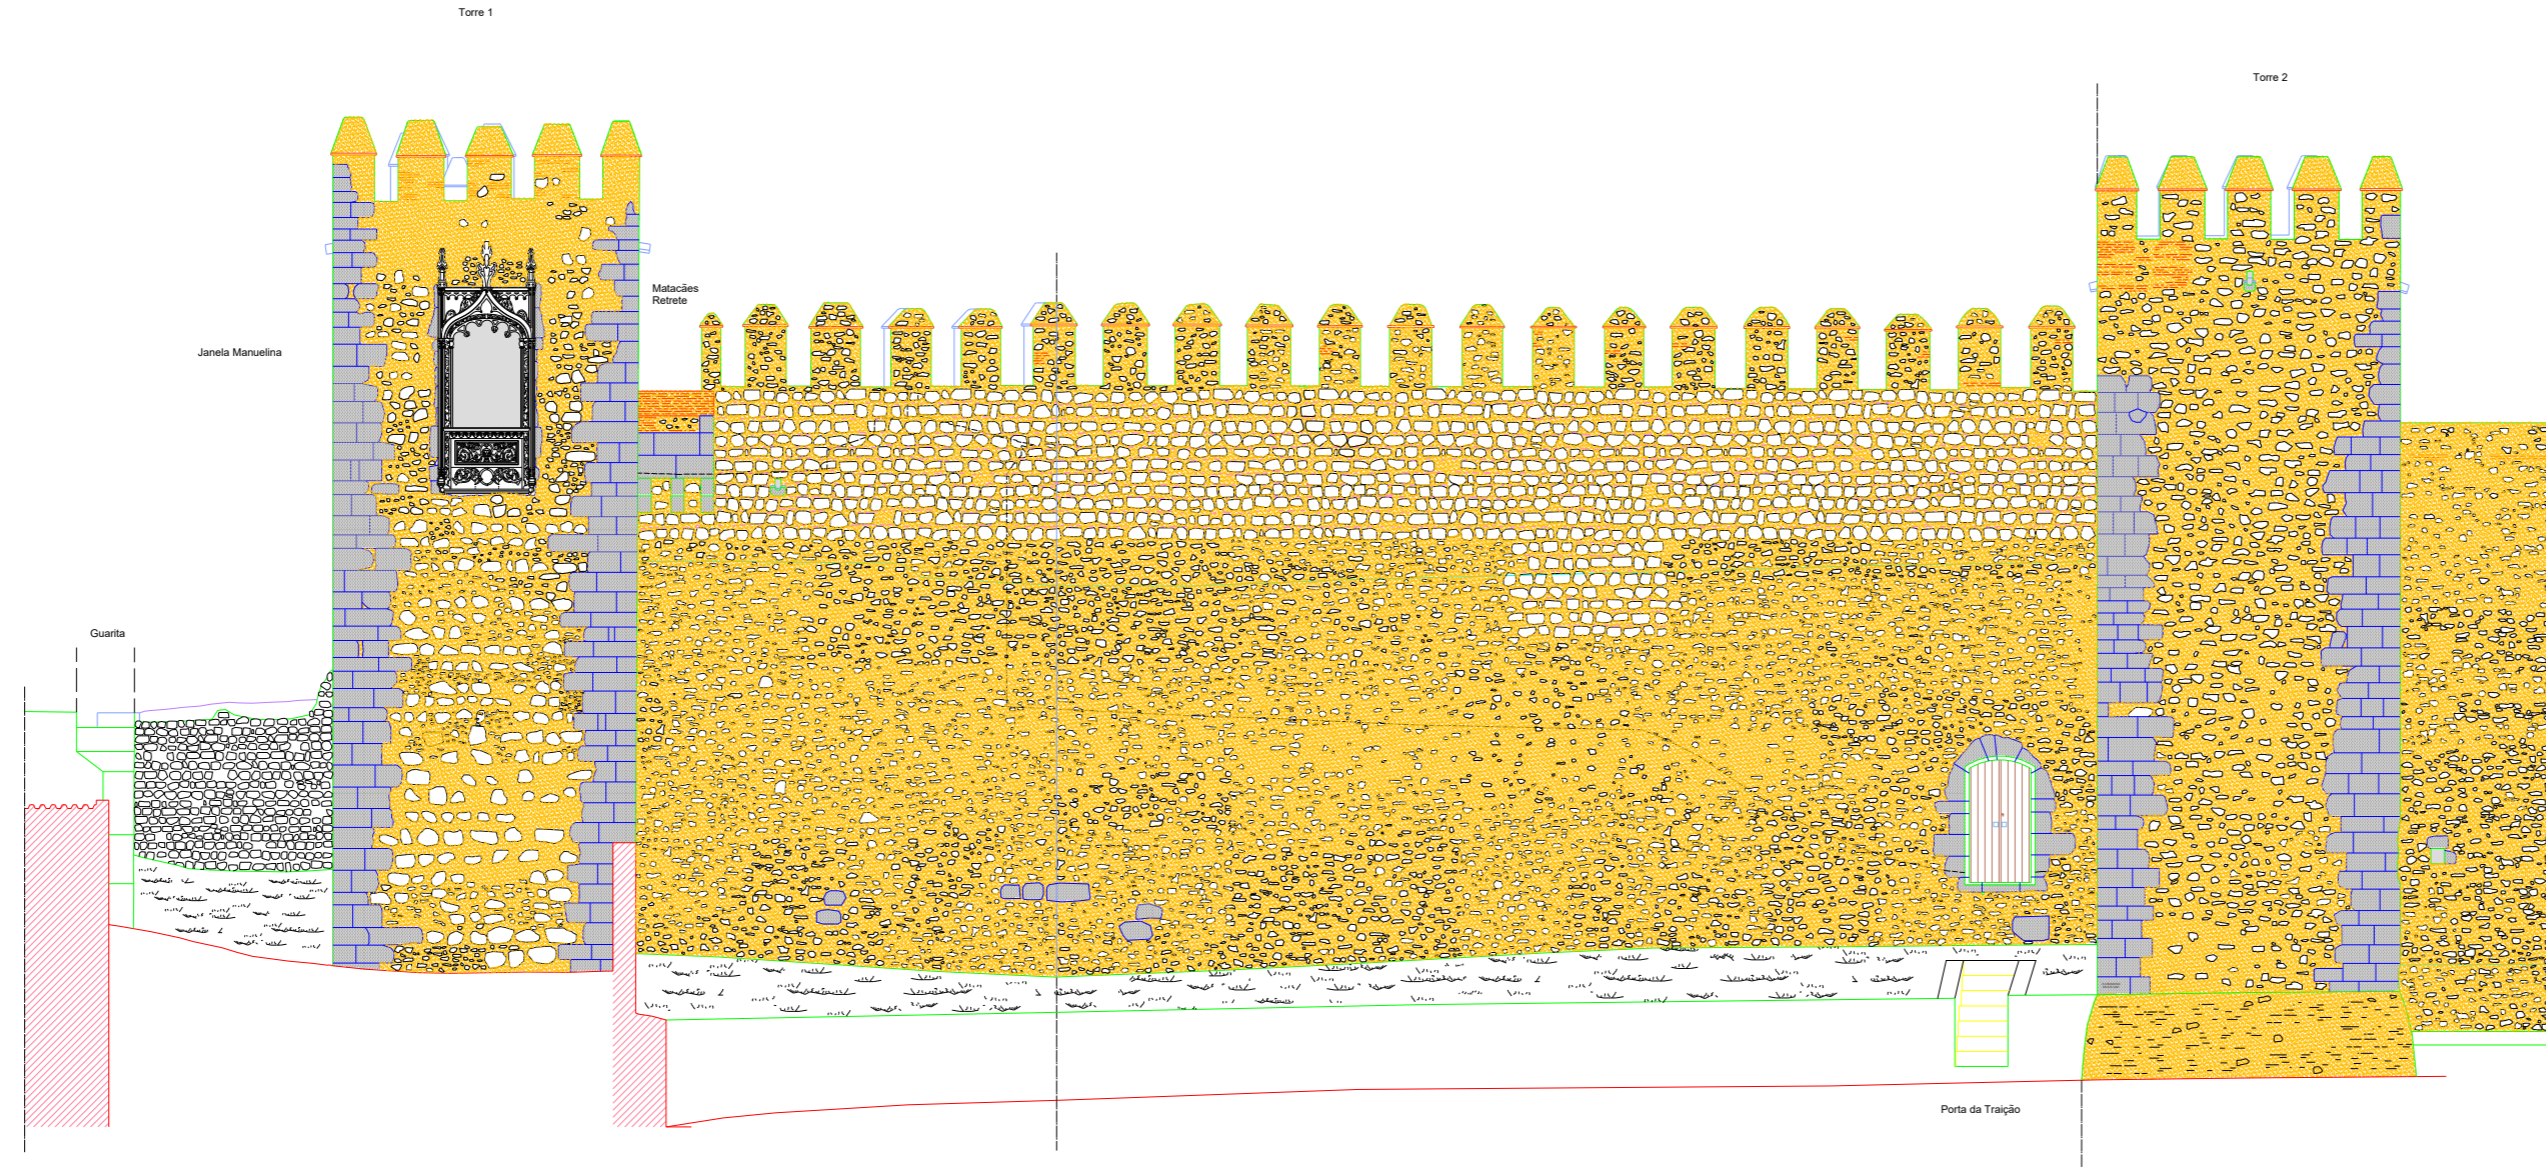 Torre 1
Torre 2
Matacães
Retrete
Janela Manuelina
Guarita
Porta da Traição